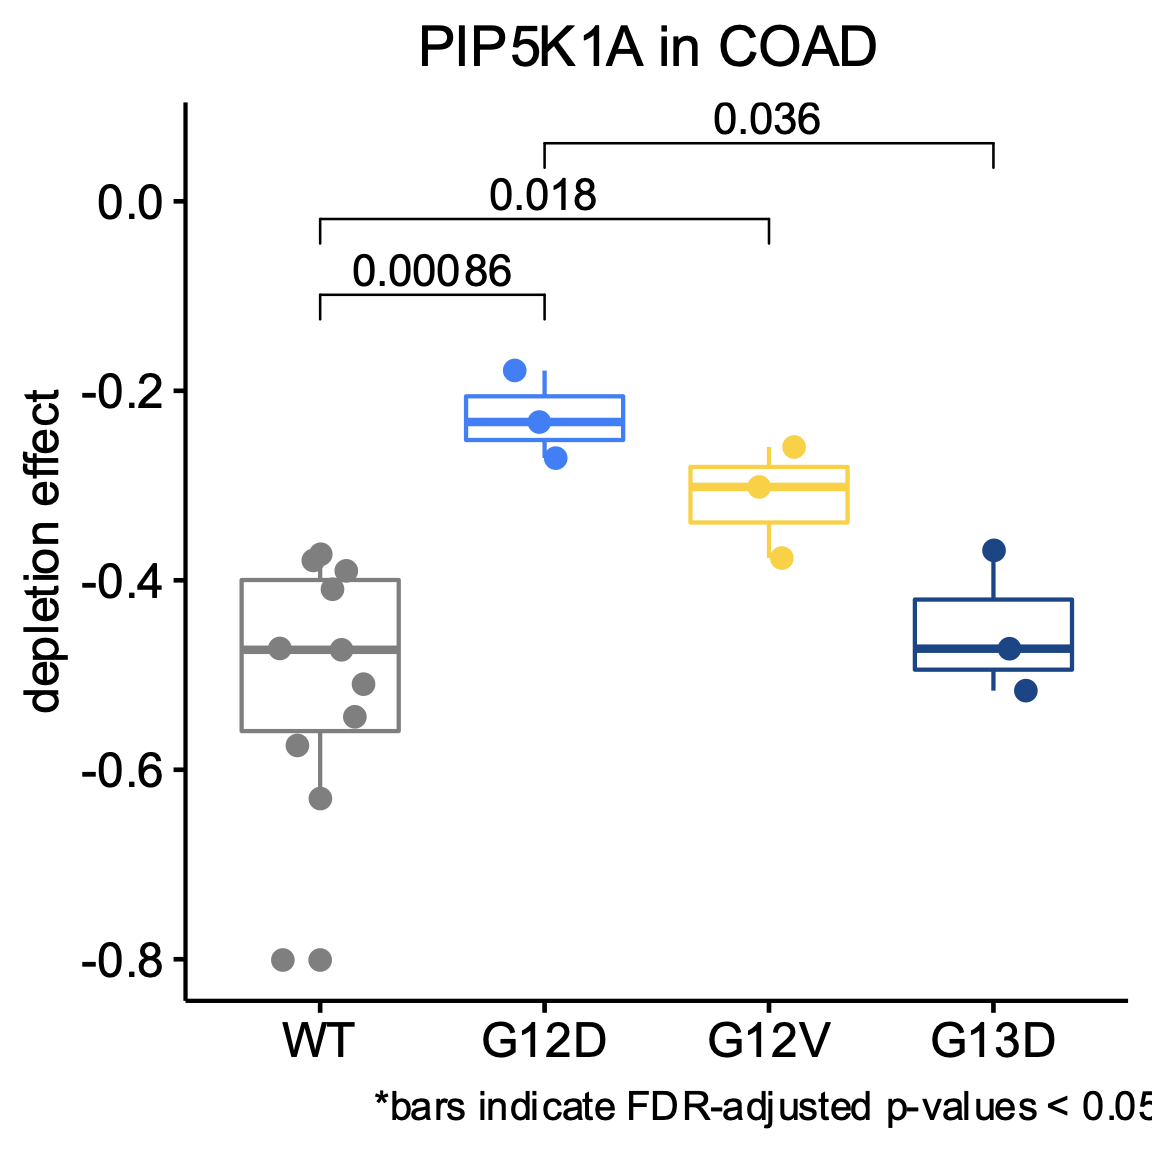 PIP5K1A in COAD
0.036
0.0
0.018
0.00086
-0.2
depletion effect
-0.4
-0.6
-0.8
WT G12D G12V G13D
*bars indicate FDR-adjusted p-values < 0.05